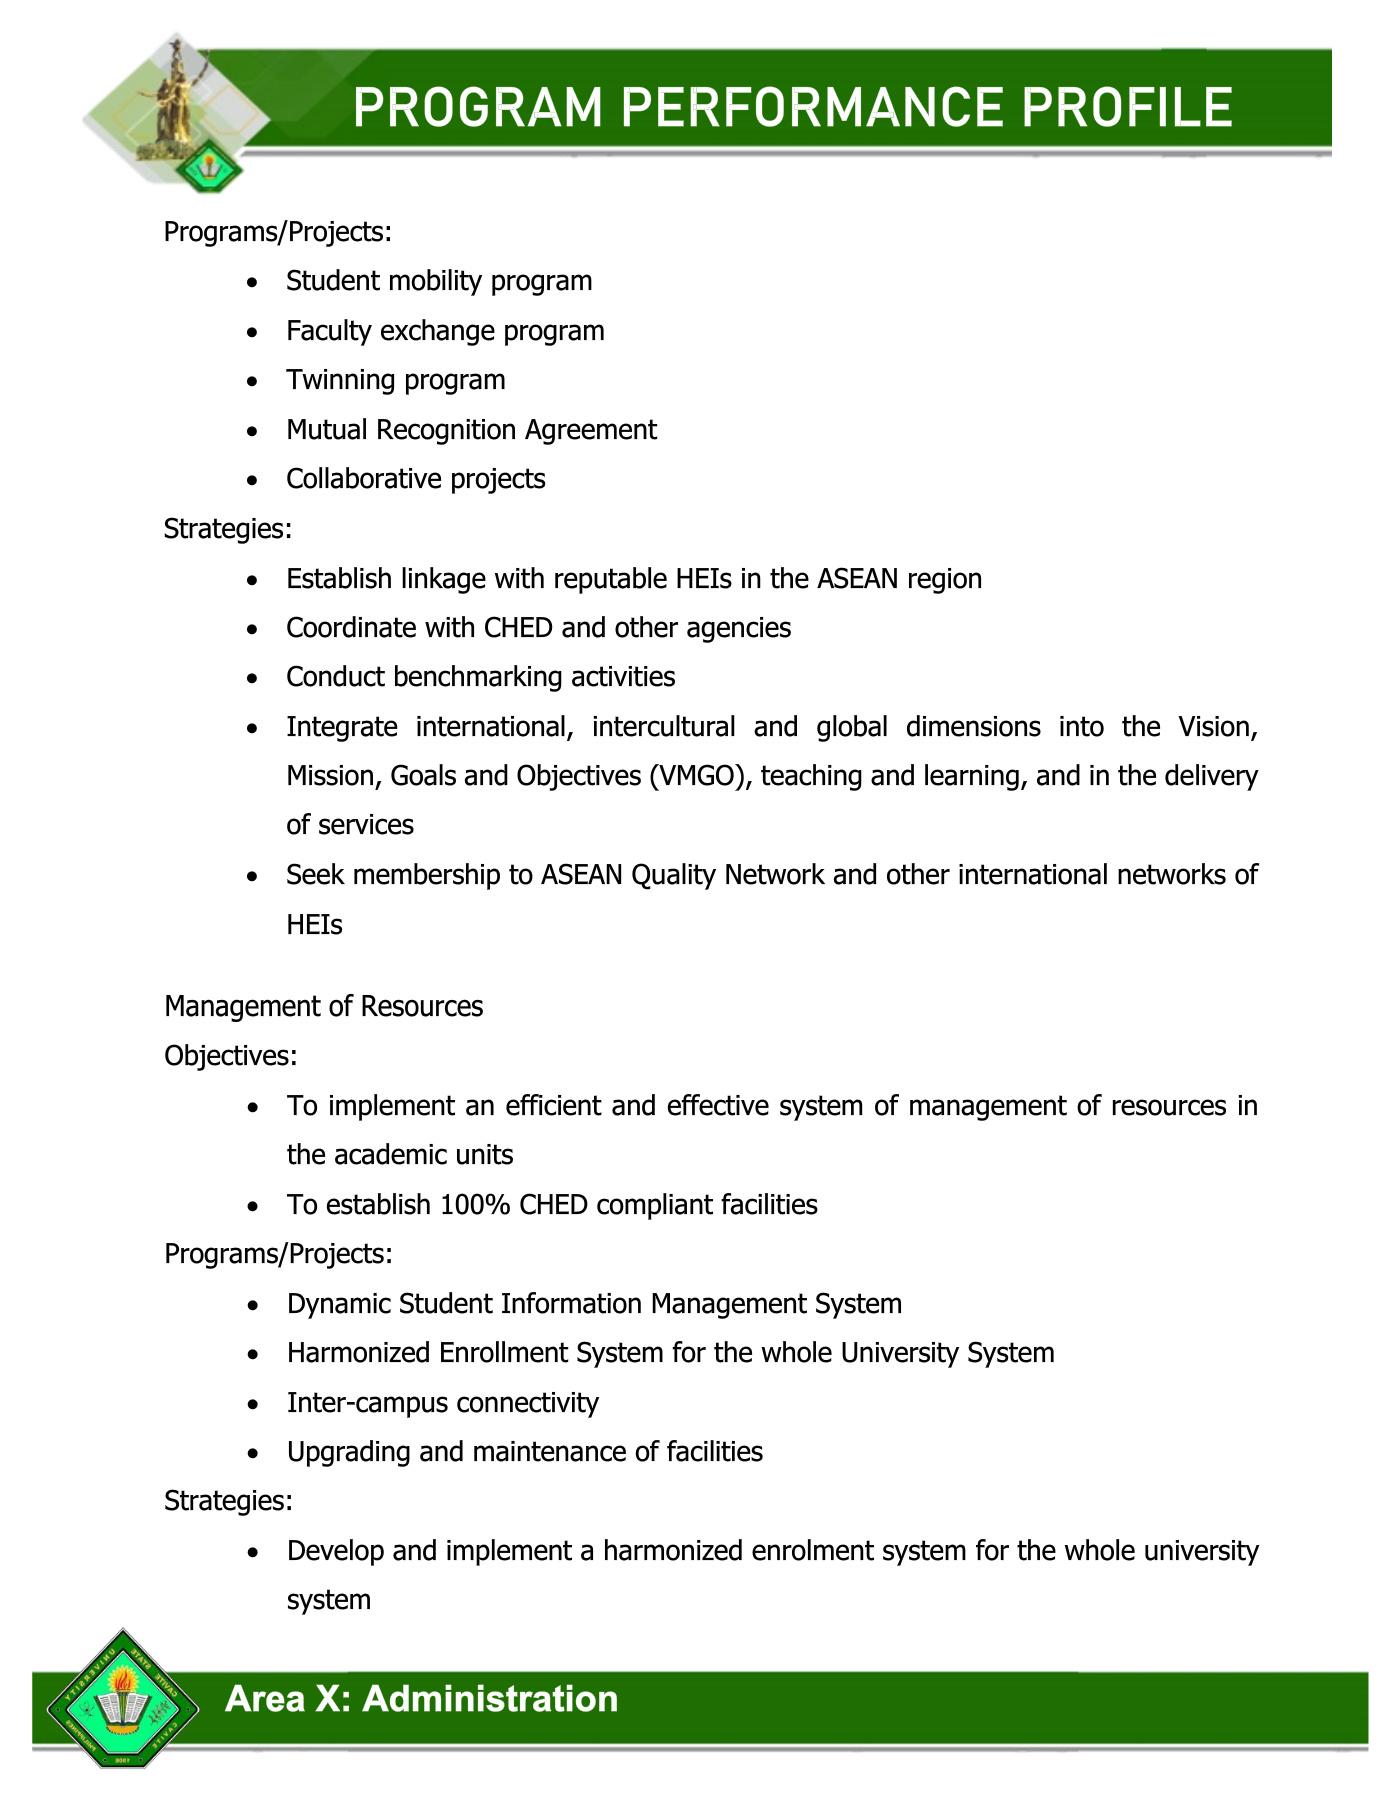 PROGRAM PERFORMANCE PROFILE
Programs/Projects:
• Student mobility program
• Faculty exchange program
• Twinning program
• Mutual Recognition Agreement
• Collaborative projects
Strategies:
• Establish linkage with reputable HEIs in the ASEAN region
• Coordinate with CHED and other agencies
• Conduct benchmarking activities
• Integrate international, intercultural and global dimensions into the Vision,
Mission, Goals and Objectives (VMGO), teaching and learning, and in the delivery
of services
• Seek membership to ASEAN Quality Network and other international networks of
HEIs
Management of Resources
Objectives:
• To implement an efficient and effective system of management of resources in
the academic units
• To establish 100% CHED compliant facilities
Programs/Projects:
• Dynamic Student Information Management System
• Harmonized Enrollment System for the whole University System
• Inter-campus connectivity
• Upgrading and maintenance of facilities
Strategies:
• Develop and implement a harmonized enrolment system for the whole university
system
CAVITE STATE UNIVERSITY
CAVITE
PHILIPPINES
1906
Area X: Administration